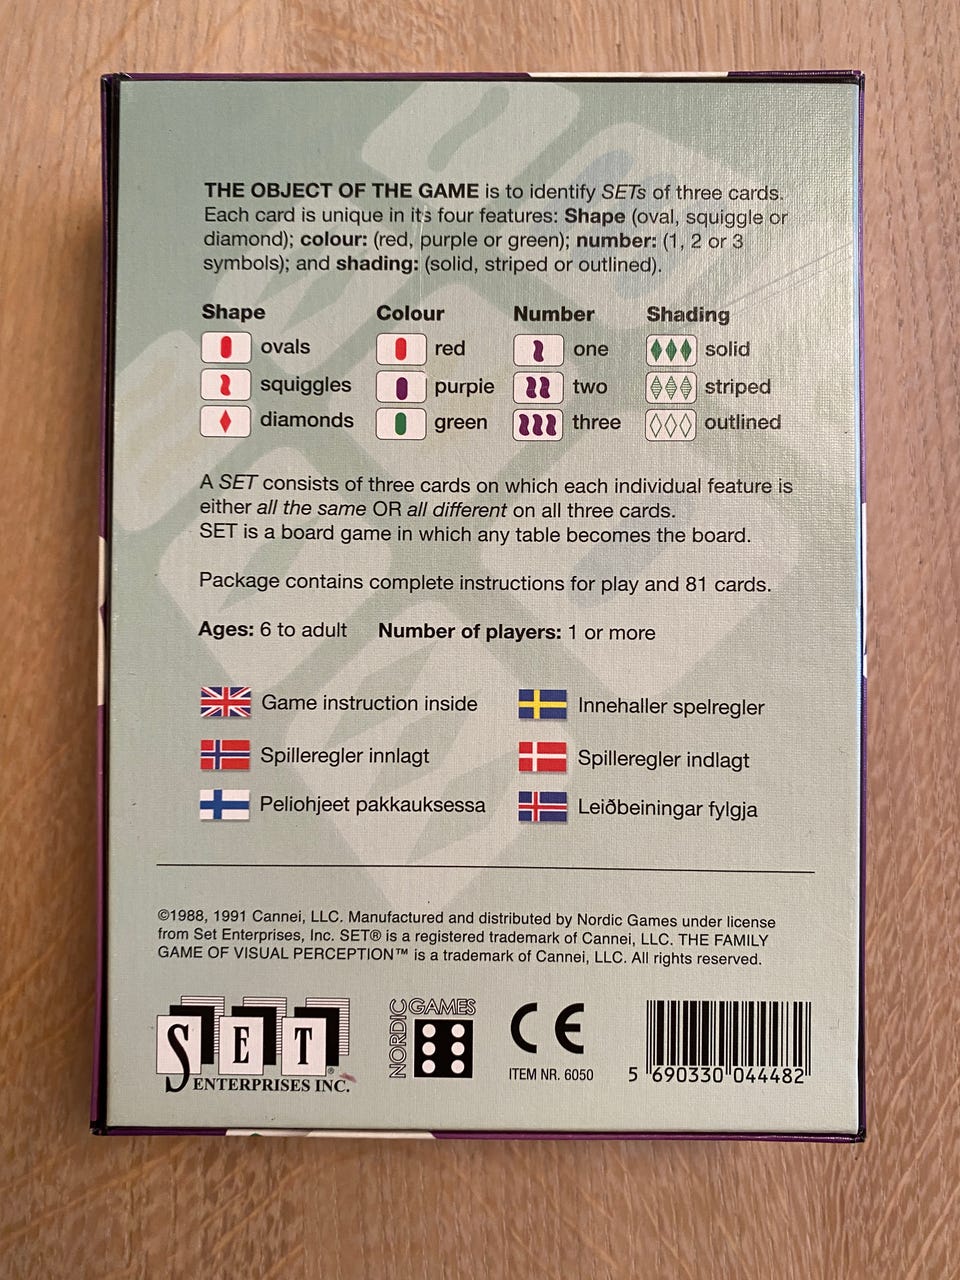 THE OBJECT OF THE GAME is to identify SETs of three cards.
Each card is unique in its four features: Shape (oval, squiggle or
diamond); colour: (red, purple or green); number: (1, 2 or 3
symbols); and shading: (solid, striped or outlined).
Shape Colour Number Shading
ovals red one solid
squiggles purple two striped
diamonds green three outlined
A SET consists of three cards on which each individual feature is
either all the same OR all different on all three cards.
SET is a board game in which any table becomes the board.
Package contains complete instructions for play and 81 cards.
Ages: 6 to adult Number of players: 1 or more
Game instruction inside Innehaller spelregler
Spilleregler innlagt Spilleregler indlagt
Peliohjeet pakkauksessa Leiðbeiningar fylgja
©1988, 1991 Cannei, LLC. Manufactured and distributed by Nordic Games under license
from Set Enterprises, Inc. SET® is a registered trademark of Cannei, LLC. THE FAMILY
GAME OF VISUAL PERCEPTION™ is a trademark of Cannei, LLC. All rights reserved.
SET®
ENTERPRISES INC.
NORDIC GAMES
CE
ITEM NR. 6050
5 690330 044482